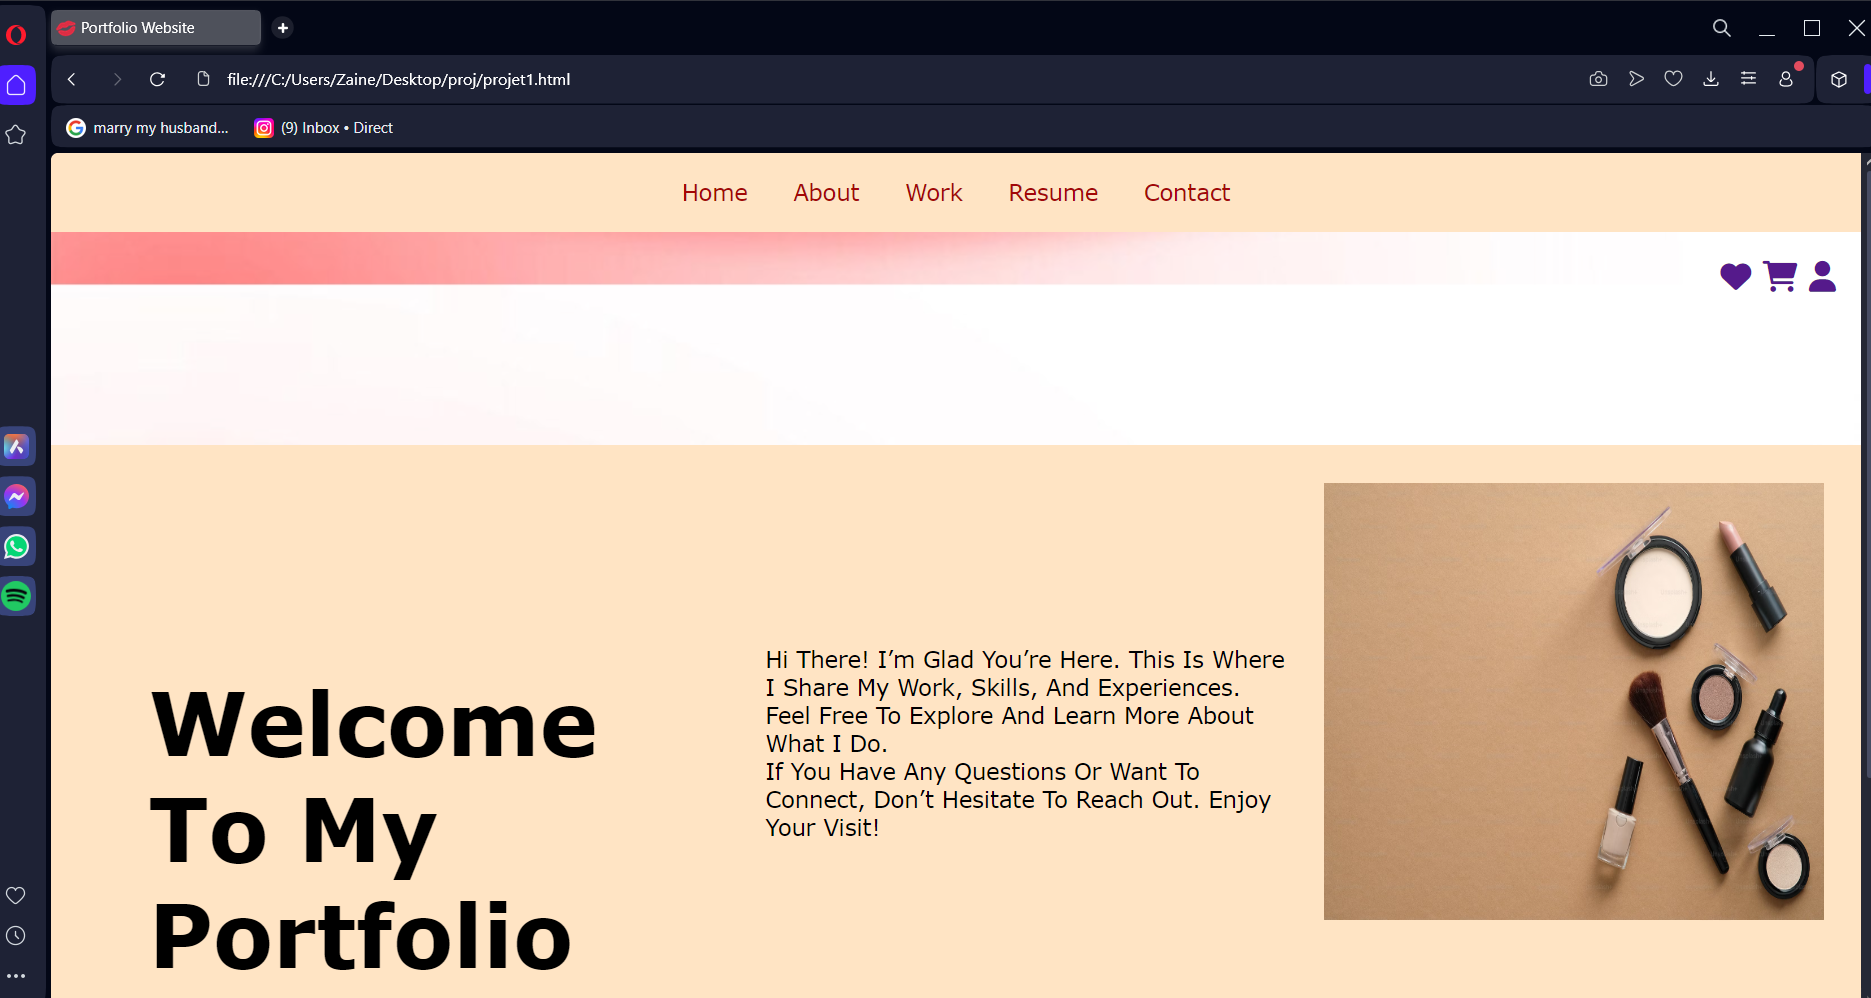 Portfolio Website
file:///C:/Users/Zaine/Desktop/proj/projet1.html
marry my husband...
(9) Inbox • Direct
Home About Work Resume Contact
Welcome
To My
Portfolio
Hi There! I’m Glad You’re Here. This Is Where
I Share My Work, Skills, And Experiences.
Feel Free To Explore And Learn More About
What I Do.
If You Have Any Questions Or Want To
Connect, Don’t Hesitate To Reach Out. Enjoy
Your Visit!